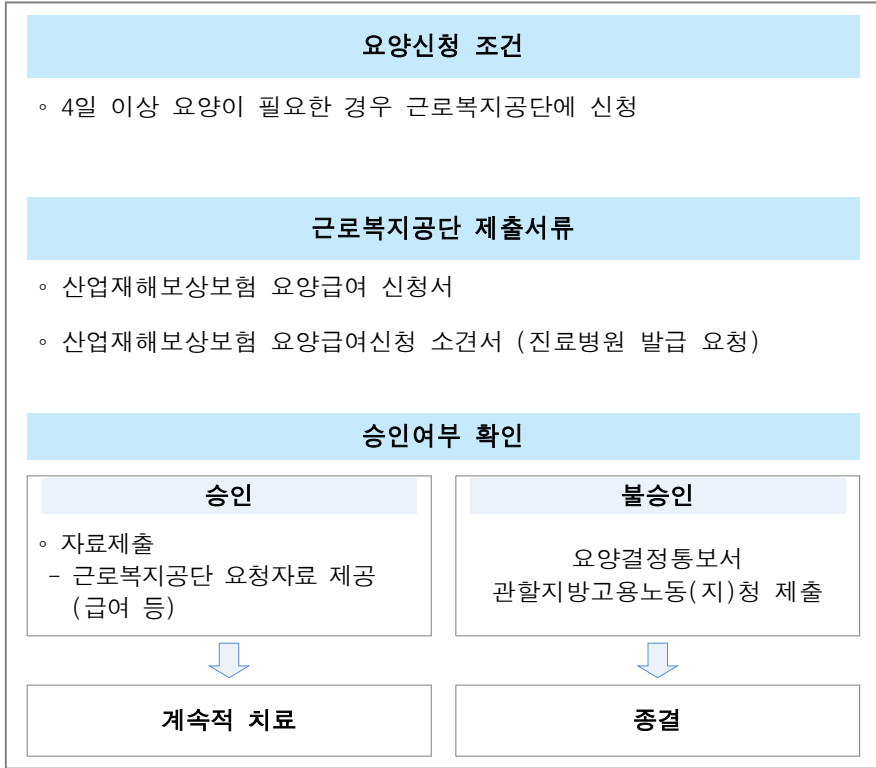 요양신청 조건
◦ 4일 이상 요양이 필요한 경우 근로복지공단에 신청
근로복지공단 제출서류
◦ 산업재해보상보험 요양급여 신청서
◦ 산업재해보상보험 요양급여신청 소견서 (진료병원 발급 요청)
승인여부 확인
승인
◦ 자료제출
- 근로복지공단 요청자료 제공
(급여 등)
불승인
요양결정통보서
관할지방고용노동(지)청 제출
계속적 치료
종결